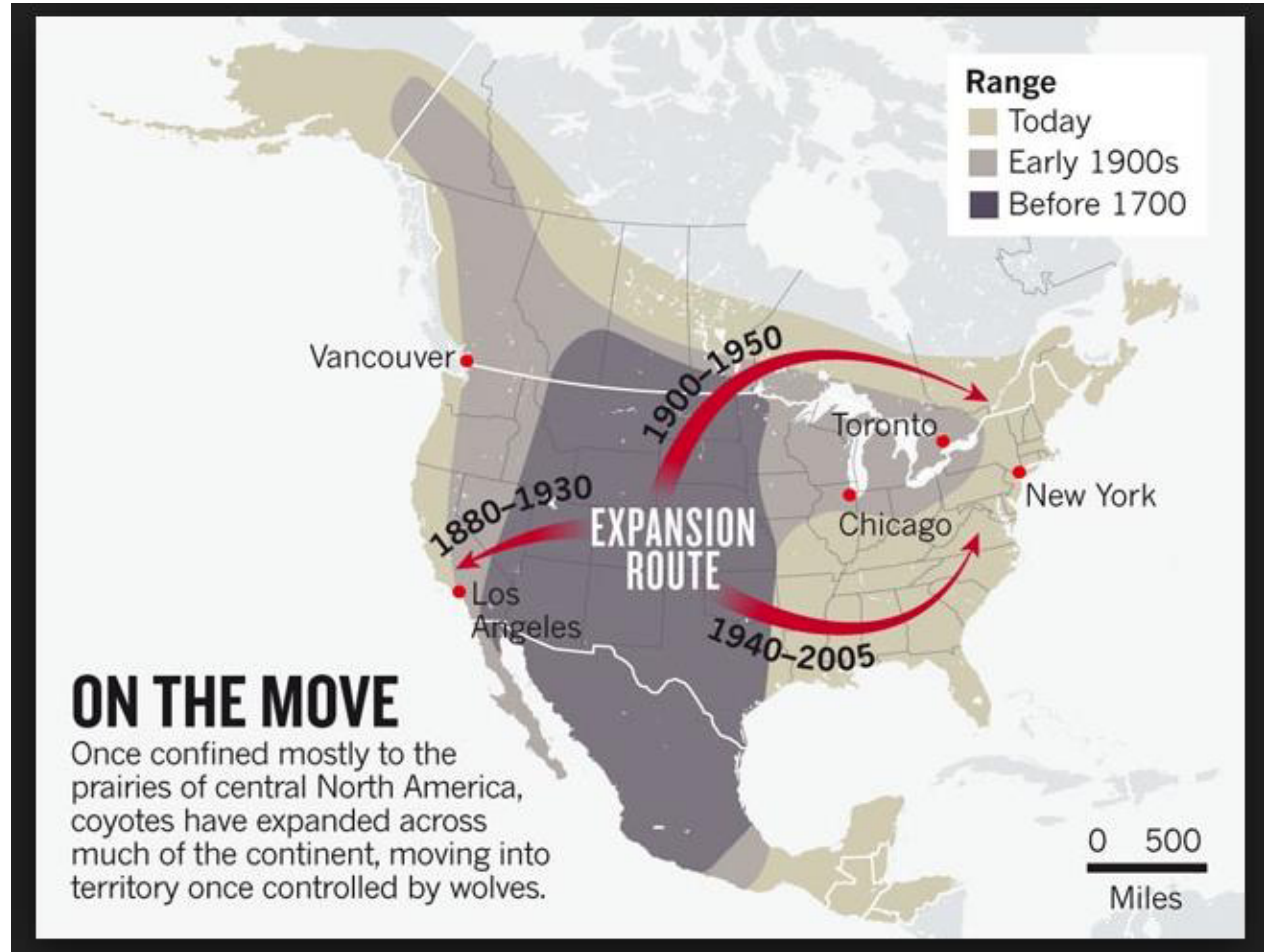 Range
Today
Early 1900s
Before 1700
Vancouver
1900–1950
Toronto
New York
Chicago
1880–1930
EXPANSION
ROUTE
Los
Angeles
1940–2005
ON THE MOVE
Once confined mostly to the
prairies of central North America,
coyotes have expanded across
much of the continent, moving into
territory once controlled by wolves.
0 500
Miles